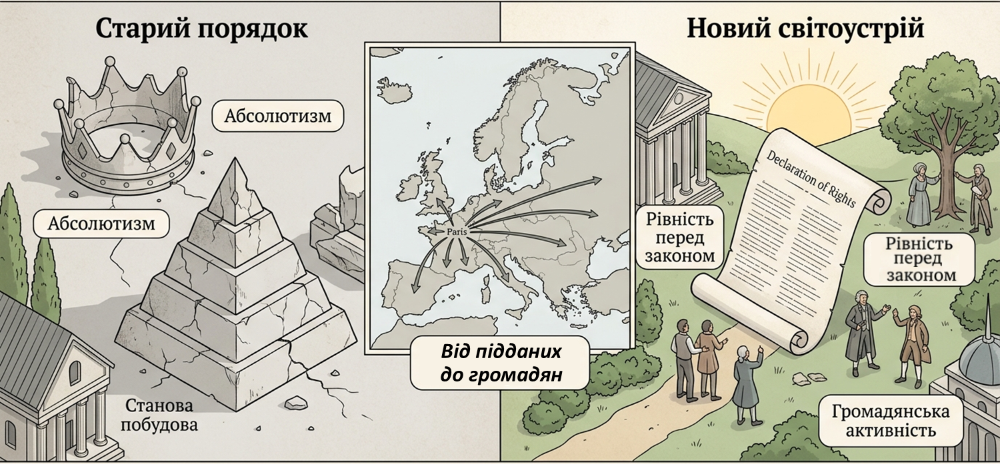 Старий порядок
Абсолютизм
Абсолютизм
Станова
побудова
Paris
Від підданих
до громадян
Новий світоустрій
Declaration of Rights
Рівність
перед
законом
Рівність
перед
законом
Громадянська
активність